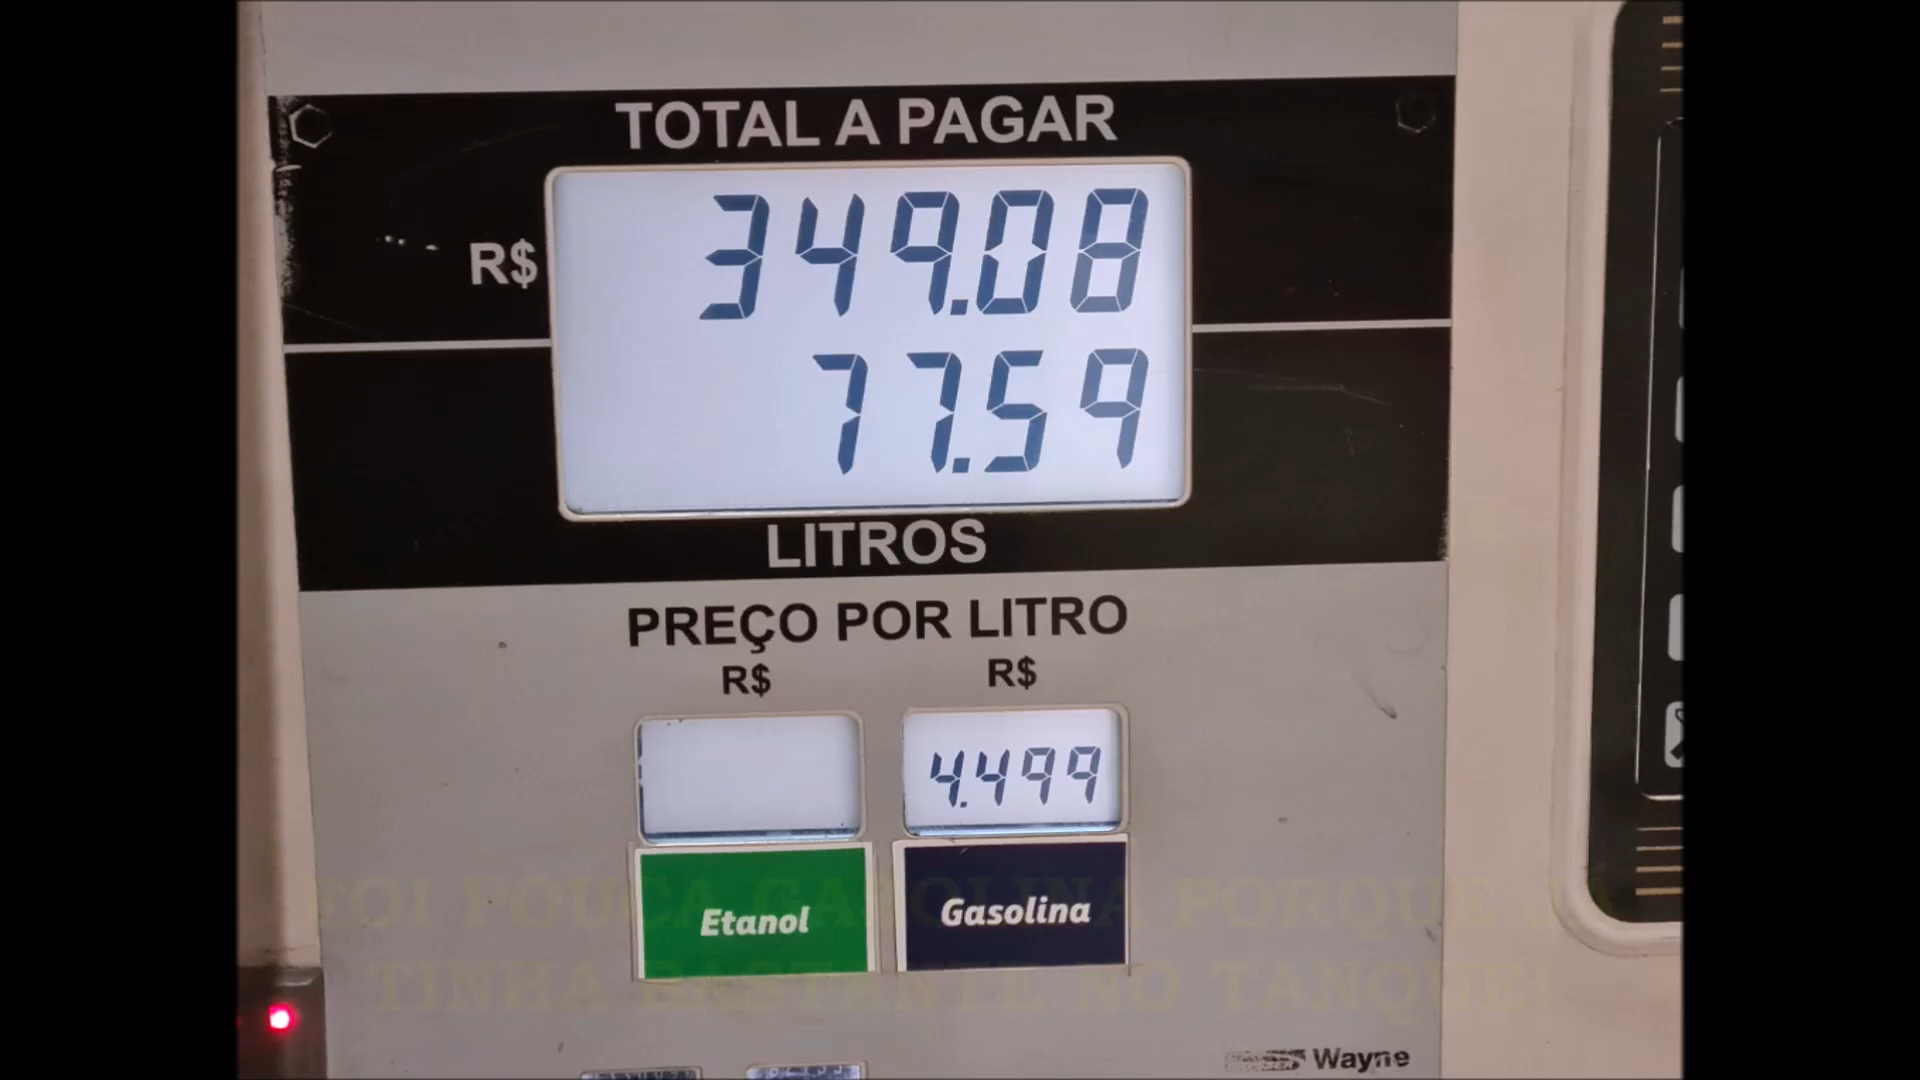 TOTAL A PAGAR
R$
349.08
77.59
LITROS
PREÇO POR LITRO
R$ R$
4.499
Etanol Gasolina
FOI POUCA GASOLINA PORQUE JÁ
TINHA BASTANTE NO TANQUE!
Wayne